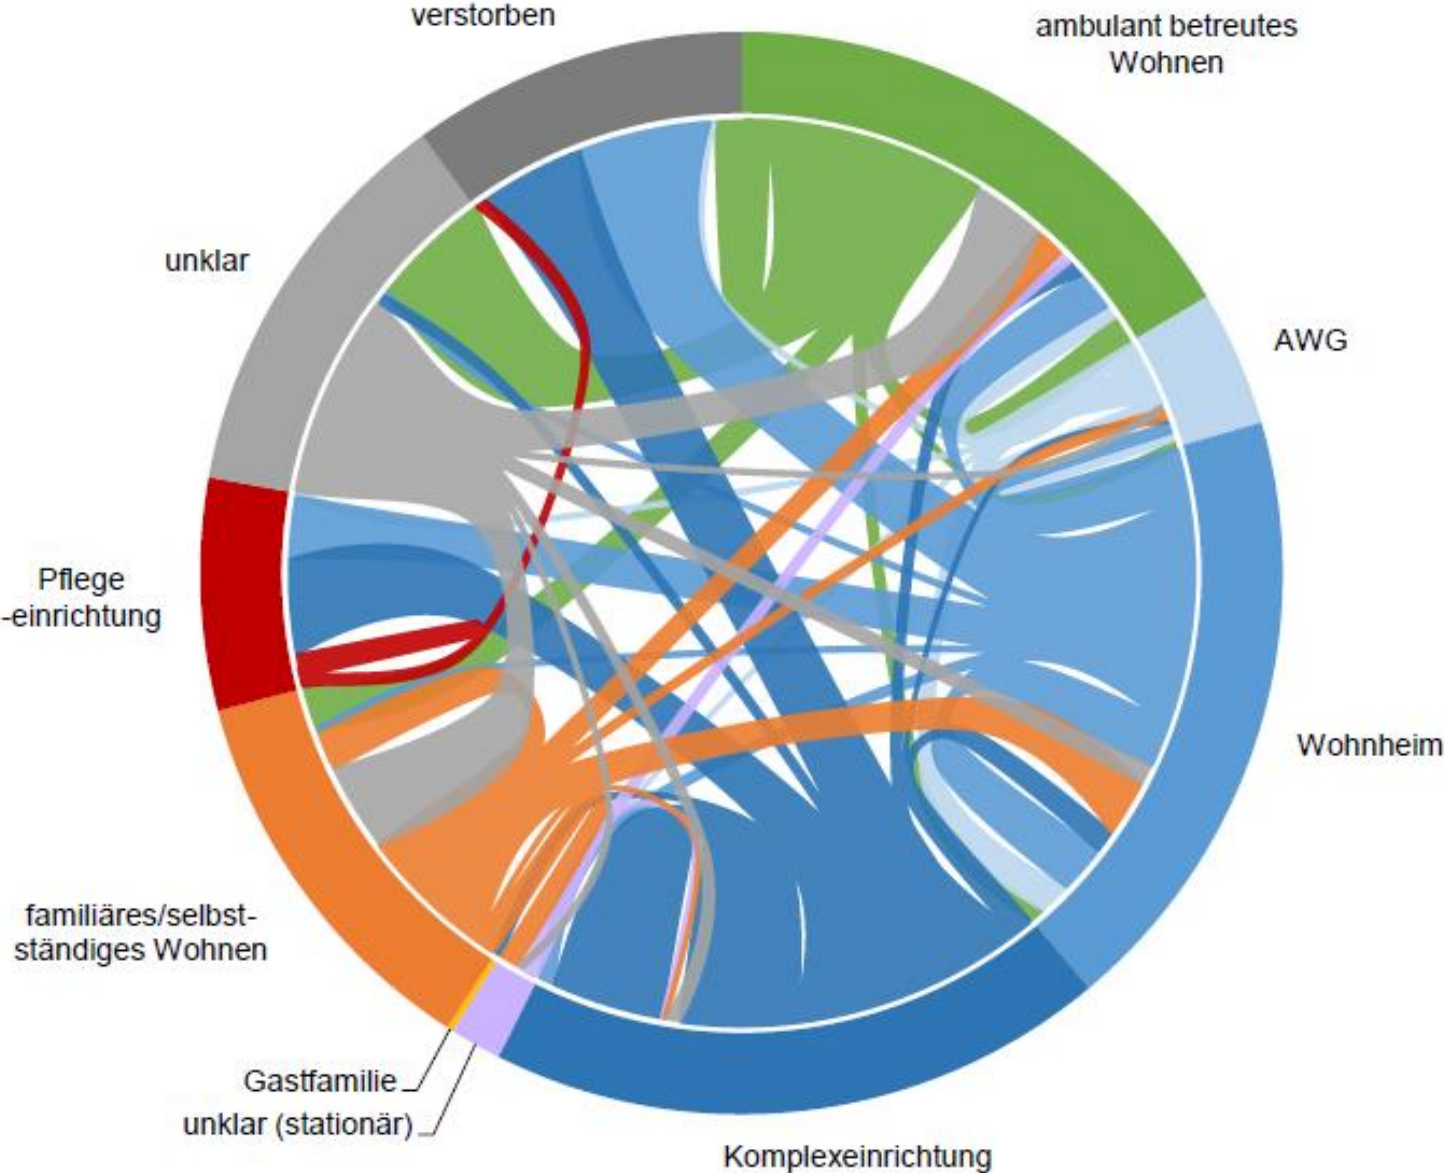 verstorben
ambulant betreutes
Wohnen
unklar
AWG
Pflege
-einrichtung
Wohnheim
familiäres/selbst-
ständiges Wohnen
Gastfamilie
unklar (stationär)
Komplexeinrichtung